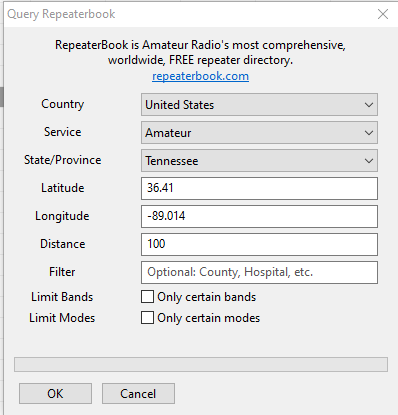 Query Repeaterbook
RepeaterBook is Amateur Radio's most comprehensive,
worldwide, FREE repeater directory.
repeaterbook.com
Country United States
Service Amateur
State/Province Tennessee
Latitude 36.41
Longitude -89.014
Distance 100
Filter Optional: County, Hospital, etc.
Limit Bands Only certain bands
Limit Modes Only certain modes
OK Cancel